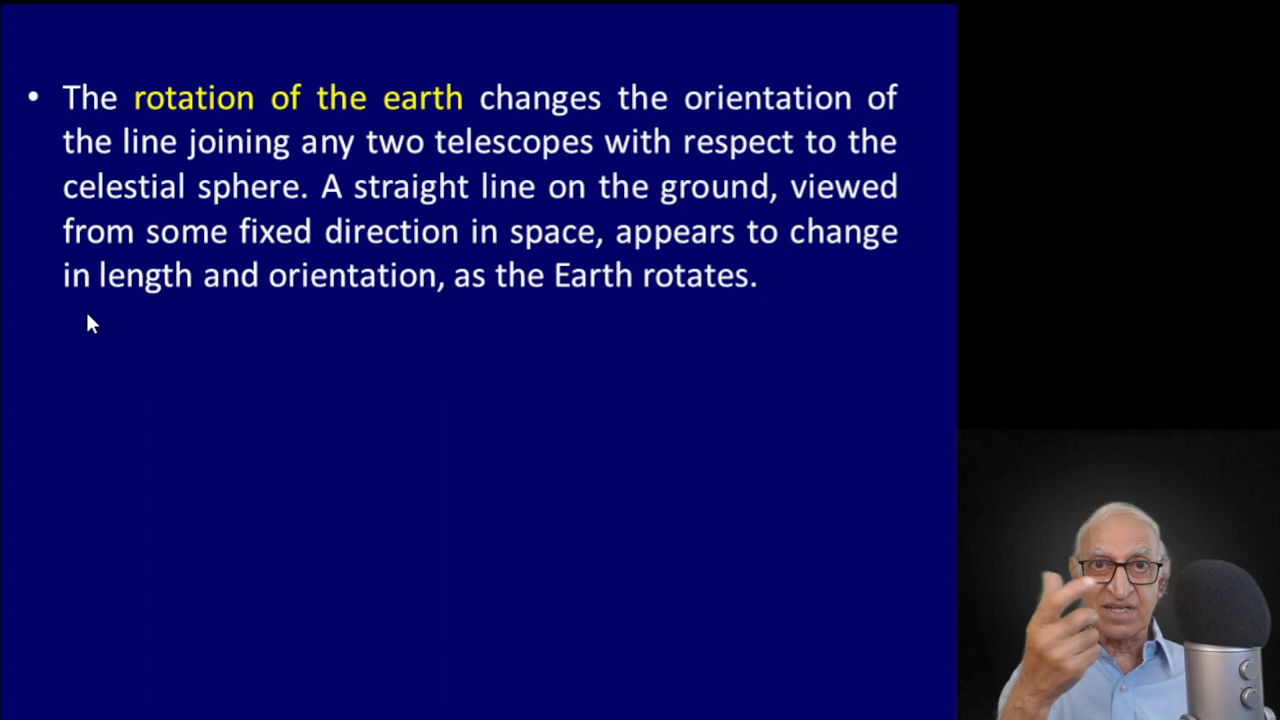 • The rotation of the earth changes the orientation of
the line joining any two telescopes with respect to the
celestial sphere. A straight line on the ground, viewed
from some fixed direction in space, appears to change
in length and orientation, as the Earth rotates.